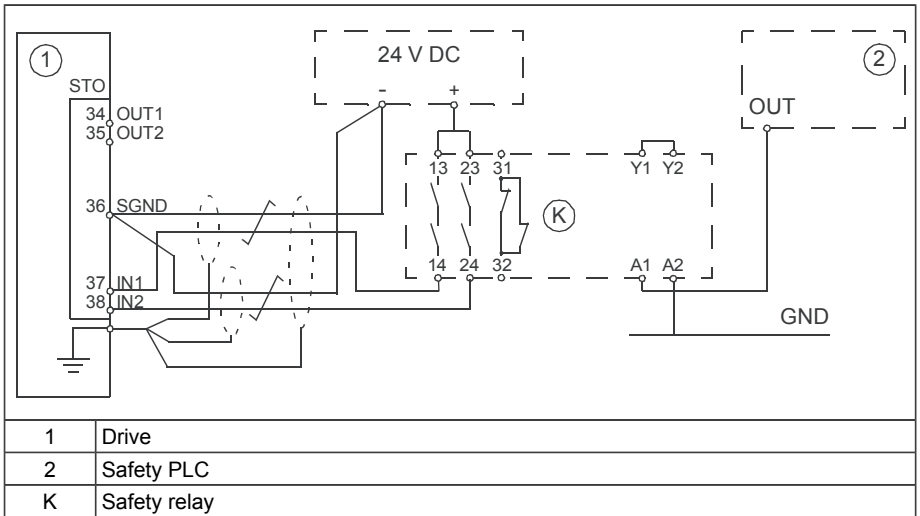 1
24 V DC
2
STO
- +
OUT
34 OUT1
35 OUT2
13 23 31
Y1 Y2
36 SGND
K
14 24 32
A1 A2
37 IN1
38 IN2
GND
1 Drive
2 Safety PLC
K Safety relay